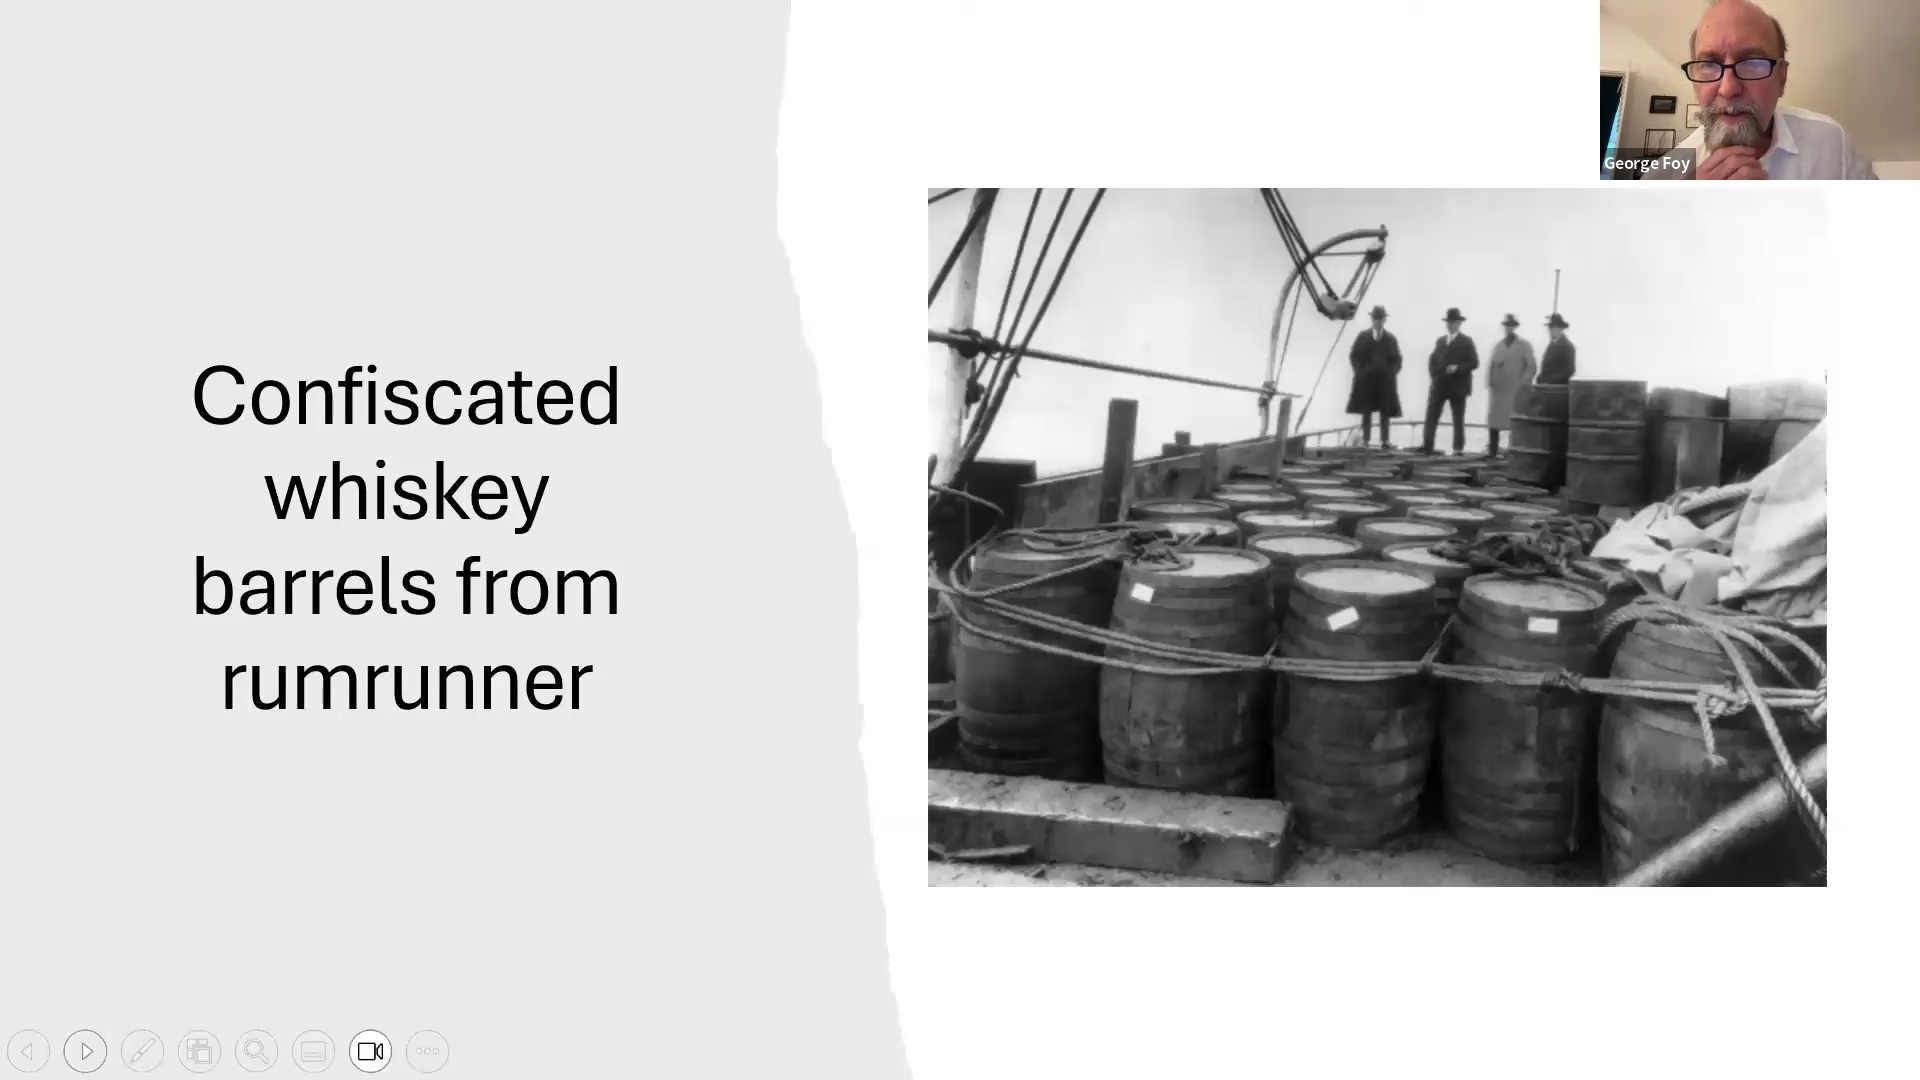 Confiscated
whiskey
barrels from
rumrunner
George Foy